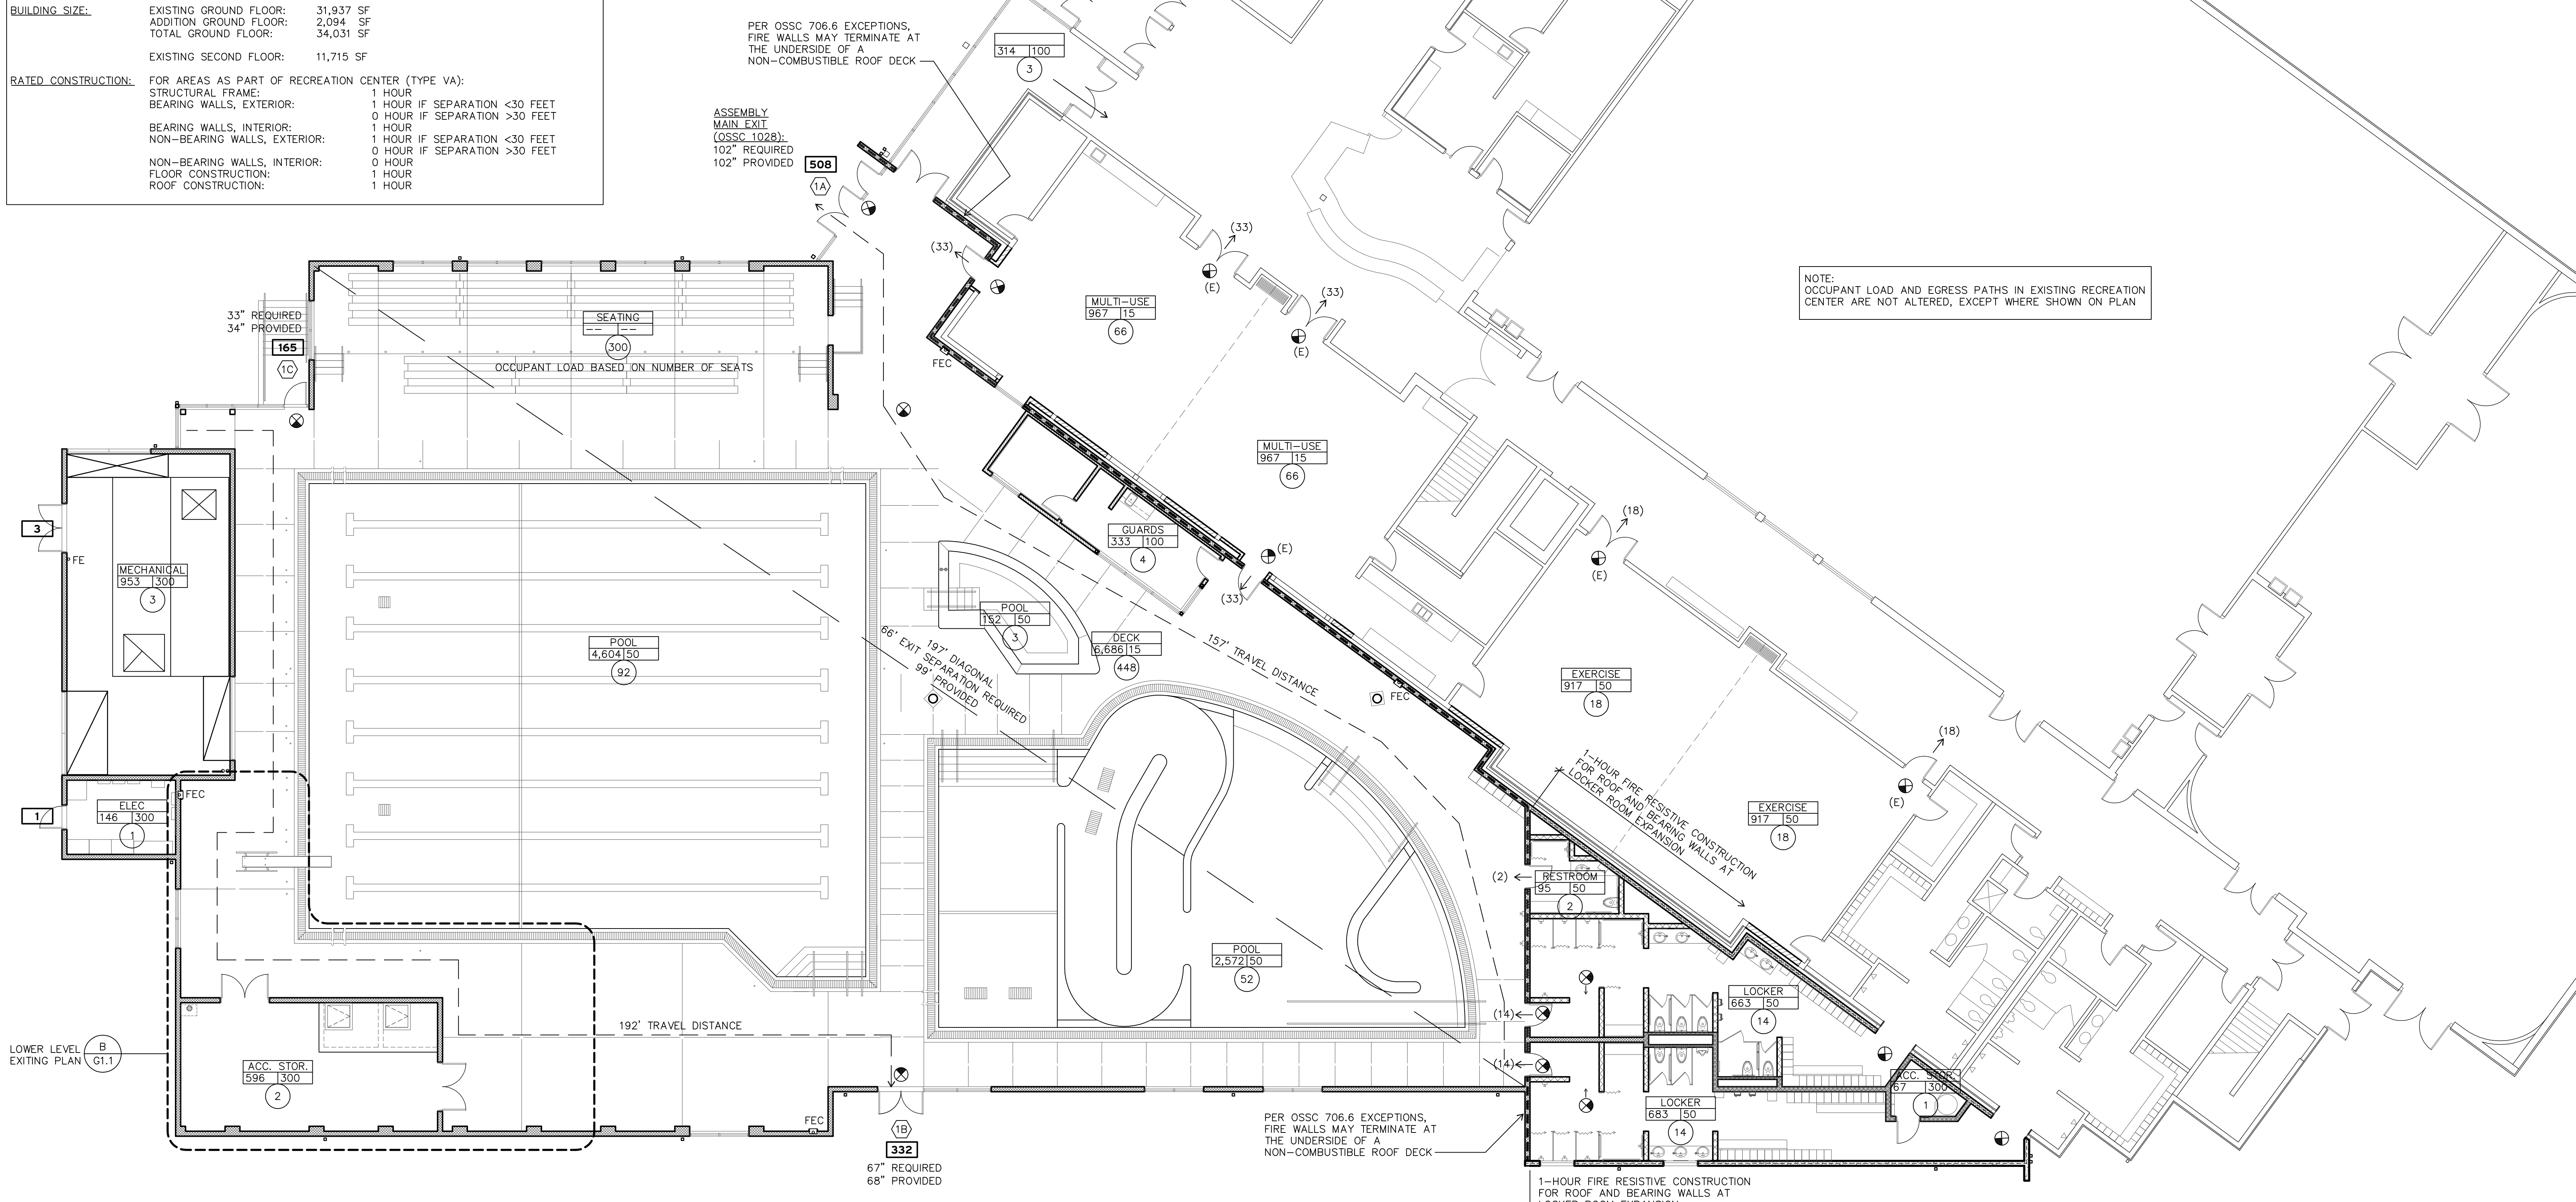 BUILDING SIZE: EXISTING GROUND FLOOR: 31,937 SF
ADDITION GROUND FLOOR: 2,094 SF
TOTAL GROUND FLOOR: 34,031 SF
EXISTING SECOND FLOOR: 11,715 SF
RATED CONSTRUCTION: FOR AREAS AS PART OF RECREATION CENTER (TYPE VA):
STRUCTURAL FRAME: 1 HOUR
BEARING WALLS, EXTERIOR: 1 HOUR IF SEPARATION <30 FEET
0 HOUR IF SEPARATION >30 FEET
BEARING WALLS, INTERIOR: 1 HOUR
NON-BEARING WALLS, EXTERIOR: 1 HOUR IF SEPARATION <30 FEET
0 HOUR IF SEPARATION >30 FEET
NON-BEARING WALLS, INTERIOR: 0 HOUR
FLOOR CONSTRUCTION: 1 HOUR
ROOF CONSTRUCTION: 1 HOUR
PER OSSC 706.6 EXCEPTIONS,
FIRE WALLS MAY TERMINATE AT
THE UNDERSIDE OF A
NON-COMBUSTIBLE ROOF DECK
314 100
3
ASSEMBLY
MAIN EXIT
(OSSC 1028):
102" REQUIRED
102" PROVIDED
508
1A
(33)
(33)
(E)
(33)
(E)
NOTE:
OCCUPANT LOAD AND EGRESS PATHS IN EXISTING RECREATION
CENTER ARE NOT ALTERED, EXCEPT WHERE SHOWN ON PLAN
MULTI-USE
967 15
66
33" REQUIRED
34" PROVIDED
165
1C
SEATING
-- --
300
OCCUPANT LOAD BASED ON NUMBER OF SEATS
FEC
MULTI-USE
967 15
66
3
FE
MECHANICAL
953 300
3
GUARDS
333 100
4
(E)
(33)
(18)
(E)
POOL
4,604 50
92
POOL
152 50
3
DECK
6,686 15
448
197' DIAGONAL
66' EXIT SEPARATION REQUIRED
99' PROVIDED
157' TRAVEL DISTANCE
FEC
EXERCISE
917 50
18
(18)
(E)
EXERCISE
917 50
18
1-HOUR FIRE RESISTIVE CONSTRUCTION
FOR ROOF AND BEARING WALLS AT
LOCKER ROOM EXPANSION
1
ELEC
146 300
1
FEC
(2)
RESTROOM
95 50
2
POOL
2,572 50
52
LOCKER
663 50
14
(14)
(14)
192' TRAVEL DISTANCE
LOWER LEVEL
EXITING PLAN
B
G1.1
ACC. STOR.
596 300
2
FEC
1B
332
67" REQUIRED
68" PROVIDED
LOCKER
683 50
14
ACC. STOR.
67 300
1
PER OSSC 706.6 EXCEPTIONS,
FIRE WALLS MAY TERMINATE AT
THE UNDERSIDE OF A
NON-COMBUSTIBLE ROOF DECK
1-HOUR FIRE RESISTIVE CONSTRUCTION
FOR ROOF AND BEARING WALLS AT
LOCKER ROOM EXPANSION